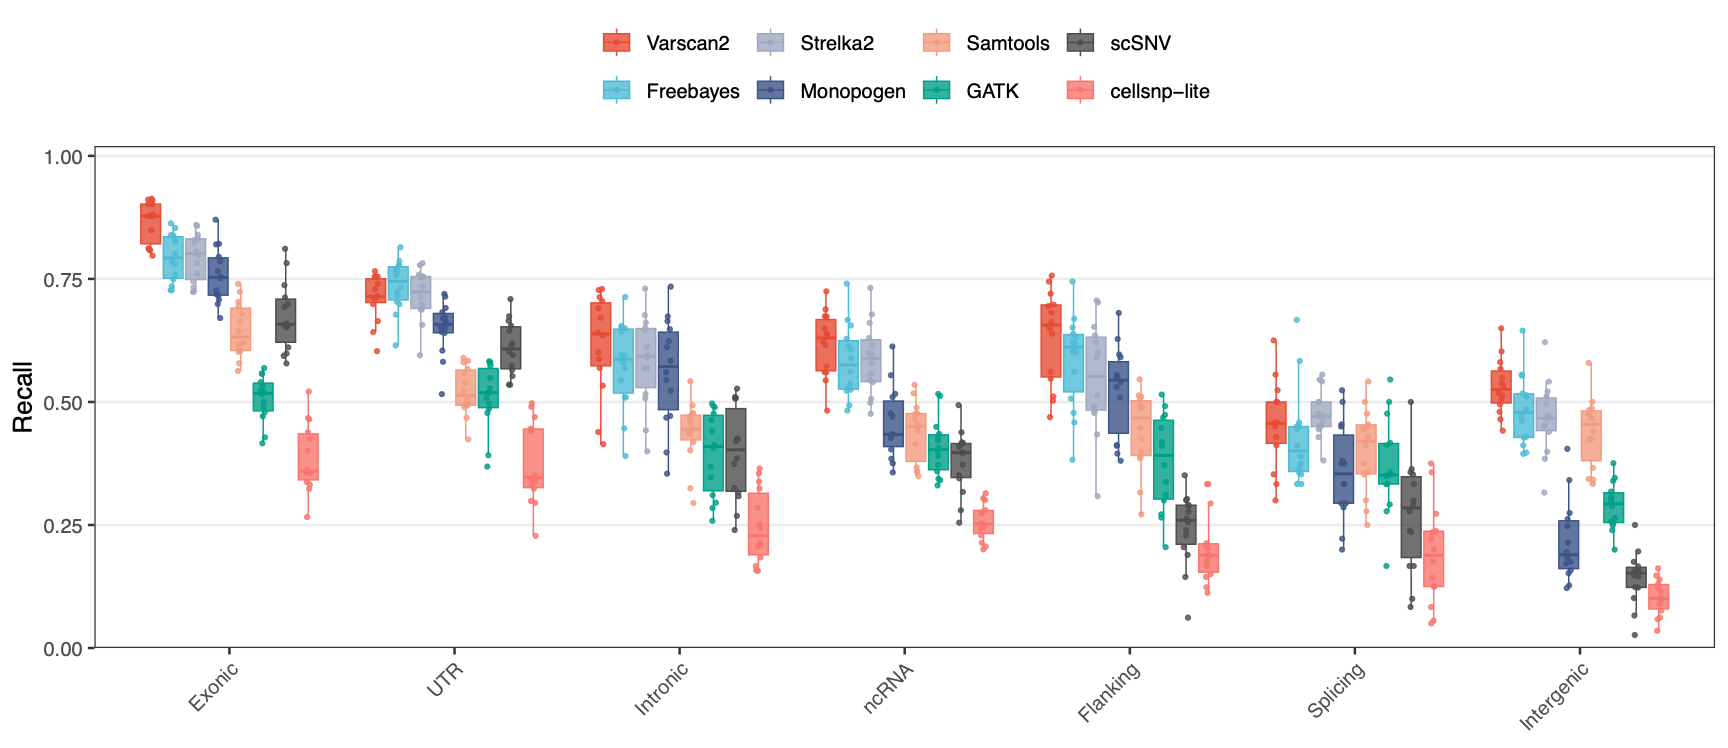 Varscan2 Strelka2 Samtools scSNV
Freebayes Monopogen GATK cellsnp-lite
1.00
0.75
0.50
0.25
0.00
Recall
Exonic UTR Intronic ncRNA Flanking Splicing Intergenic